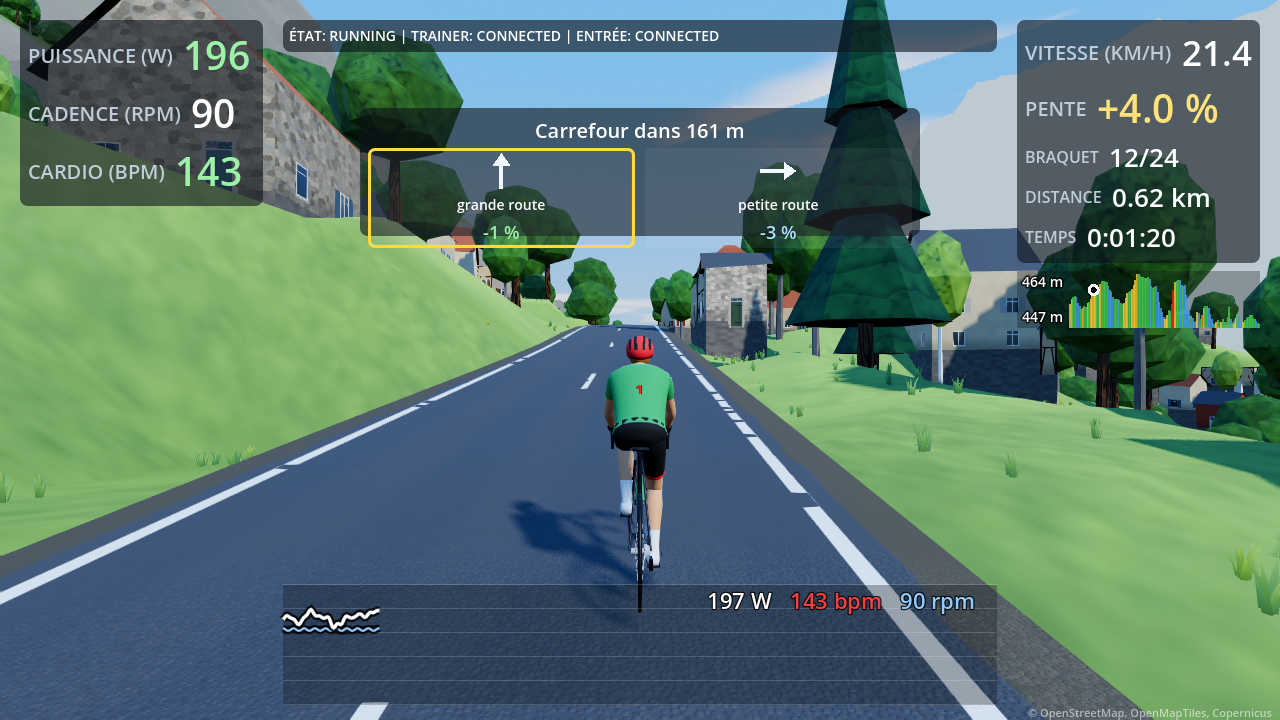 PUISSANCE (W) 196
CADENCE (RPM) 90
CARDIO (BPM) 143
ÉTAT: RUNNING | TRAINER: CONNECTED | ENTRÉE: CONNECTED
Carrefour dans 161 m
grande route
-1 %
petite route
-3 %
VITESSE (KM/H) 21.4
PENTE +4.0 %
BRAQUET 12/24
DISTANCE 0.62 km
TEMPS 0:01:20
464 m
447 m
1
197 W 143 bpm 90 rpm
© OpenStreetMap, OpenMapTiles, Copernicus